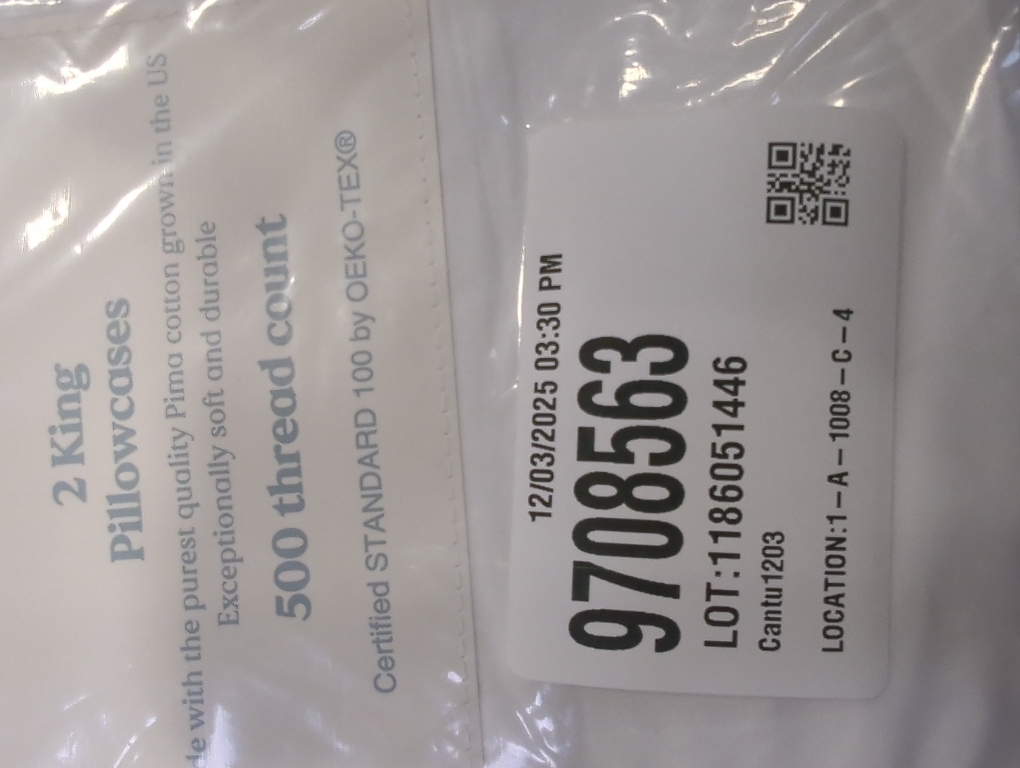 2 King
Pillowcases
with the purest quality Pima cotton grown in the US
Exceptionally soft and durable
500 thread count
Certified STANDARD 100 by OEKO-TEX®
12/03/2025 03:30 PM
9708563
LOT:1186051446
Cantu1203
LOCATION:1-A-1008-C-4